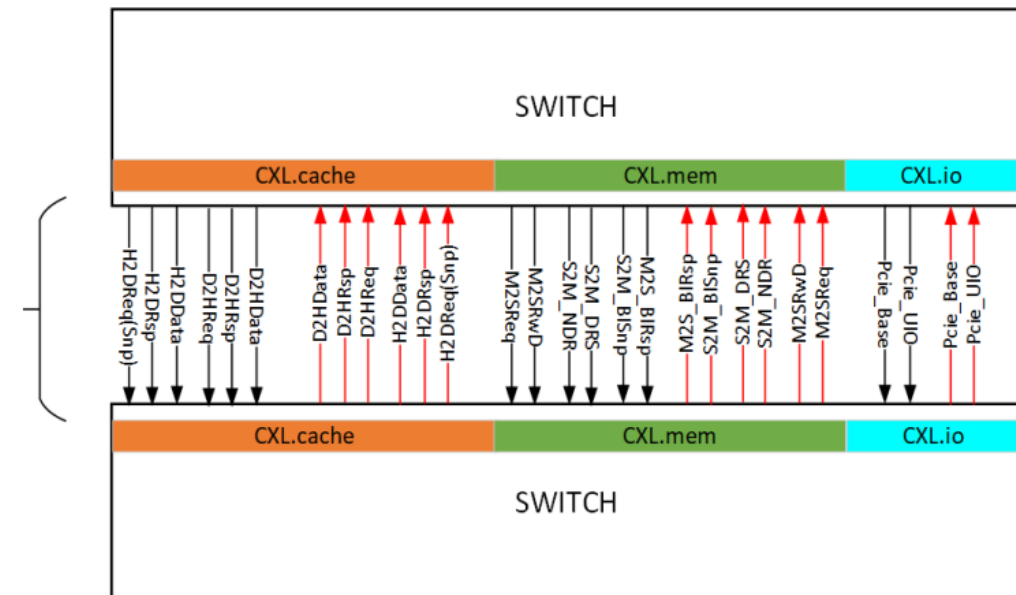 SWITCH
CXL.cache
CXL.mem
CXL.io
H2DReq(Snp)
H2DRsp
H2DData
D2HReq
D2HRsp
D2HData
D2HData
D2HRsp
D2HReq
H2DData
H2DRsp
H2DReq(Snp)
M2SReq
M2SRwD
S2M_NDR
S2M_DRS
S2M_BISnp
M2S_BIRsp
M2S_BIRsp
S2M_BISnp
S2M_DRS
S2M_NDR
M2SRwD
M2SReq
Pcie_Base
Pcie_UIO
Pcie_Base
Pcie_UIO
CXL.cache
CXL.mem
CXL.io
SWITCH